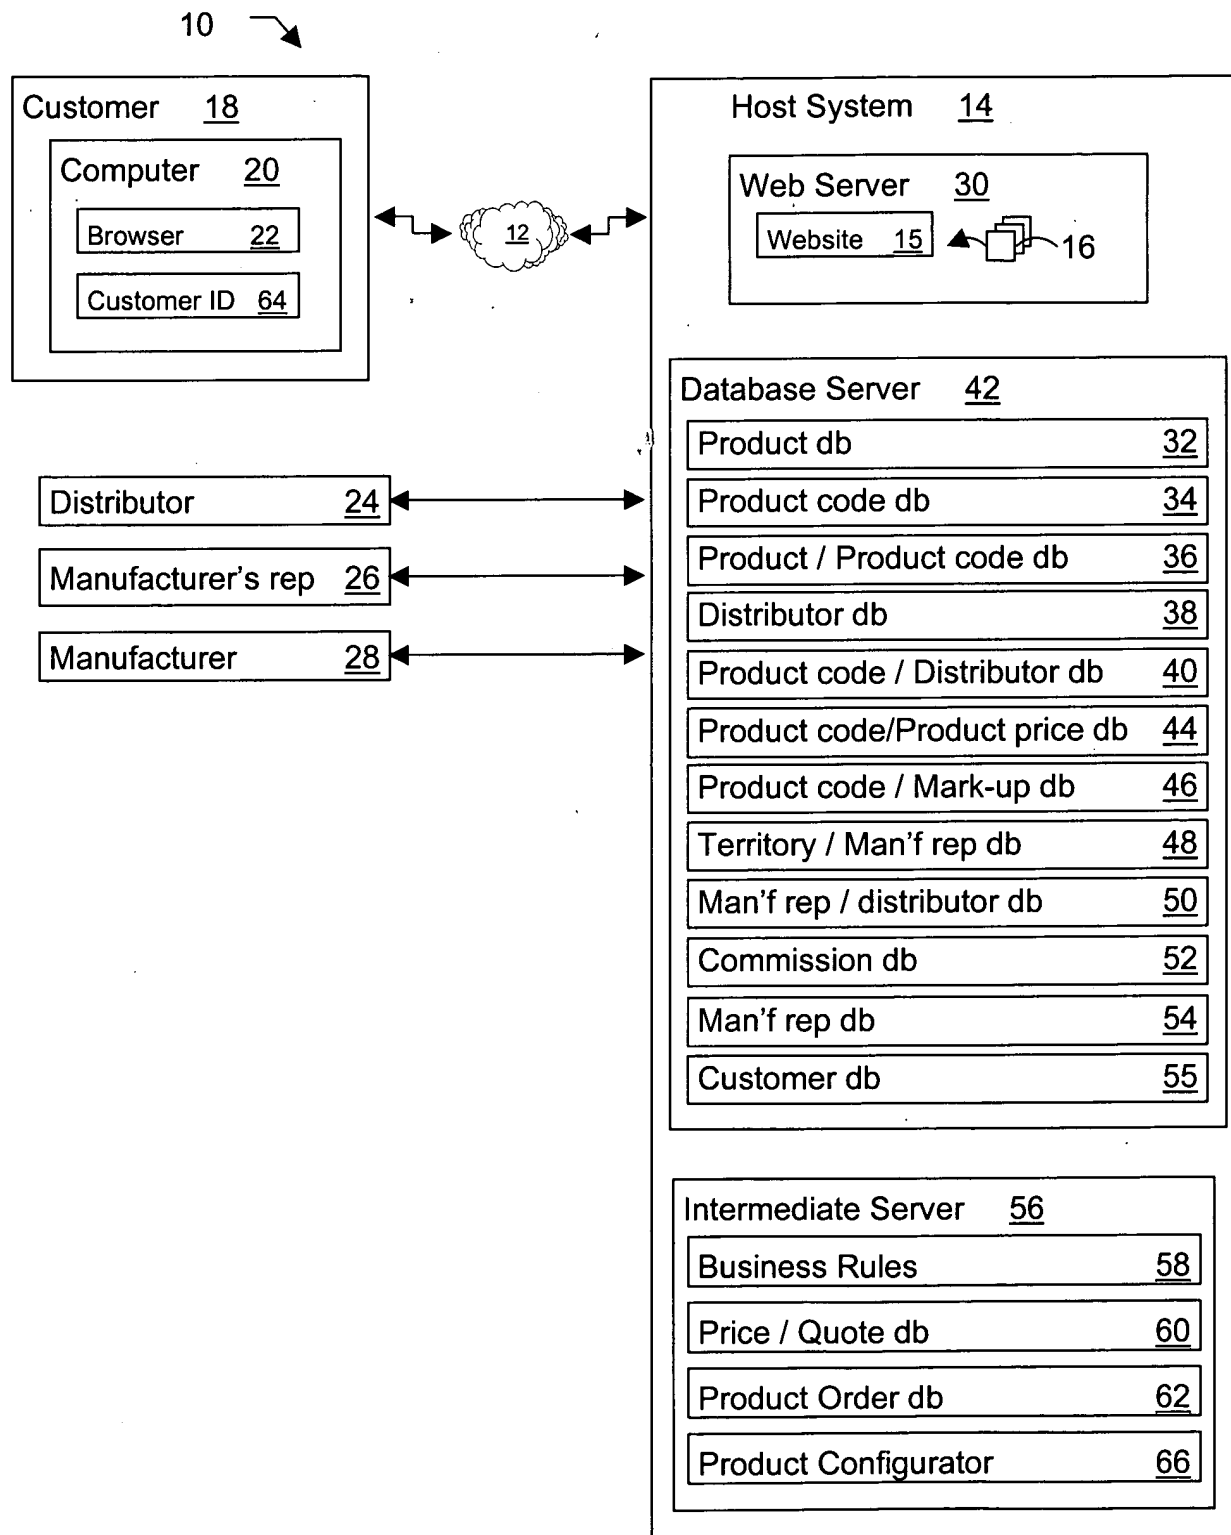 10
Customer 18
Computer 20
Browser 22
Customer ID 64
12
Host System 14
Web Server 30
Website 15
16
Distributor 24
Manufacturer's rep 26
Manufacturer 28
Database Server 42
Product db 32
Product code db 34
Product / Product code db 36
Distributor db 38
Product code / Distributor db 40
Product code/Product price db 44
Product code / Mark-up db 46
Territory / Man'f rep db 48
Man'f rep / distributor db 50
Commission db 52
Man'f rep db 54
Customer db 55
Intermediate Server 56
Business Rules 58
Price / Quote db 60
Product Order db 62
Product Configurator 66